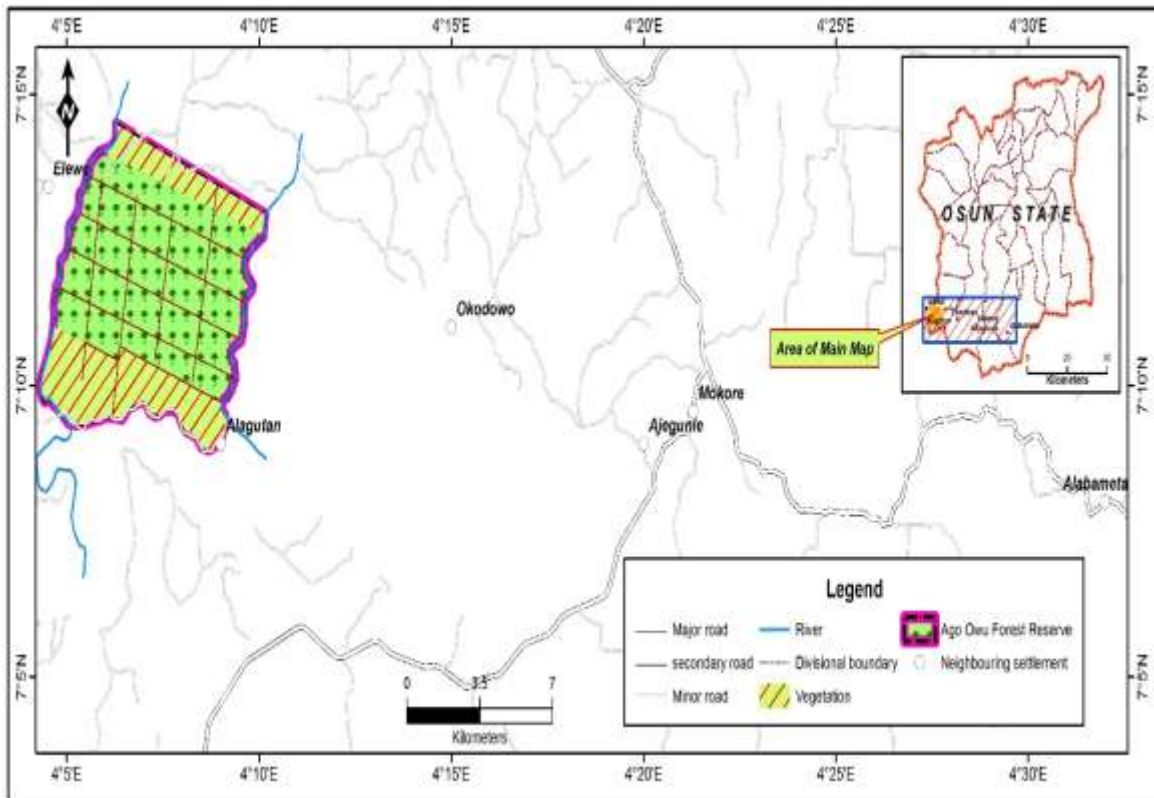 4°5'E 4°10'E 4°15'E 4°20'E 4°25'E 4°30'E
7°15'N 7°15'N
N
Elewe
OSUN STATE
Okodowo
Area of Main Map
0
Kilometers
7°10'N 7°10'N
Mokore
Alagutan
Ajegunle
Alabameta
Legend
Major road
River
Ago Owu Forest Reserve
secondary road
Divisional boundary
Neighbouring settlement
Minor road
Vegetation
7°5'N 7°5'N
0 3.5 7
Kilometers
4°5'E 4°10'E 4°15'E 4°20'E 4°25'E 4°30'E